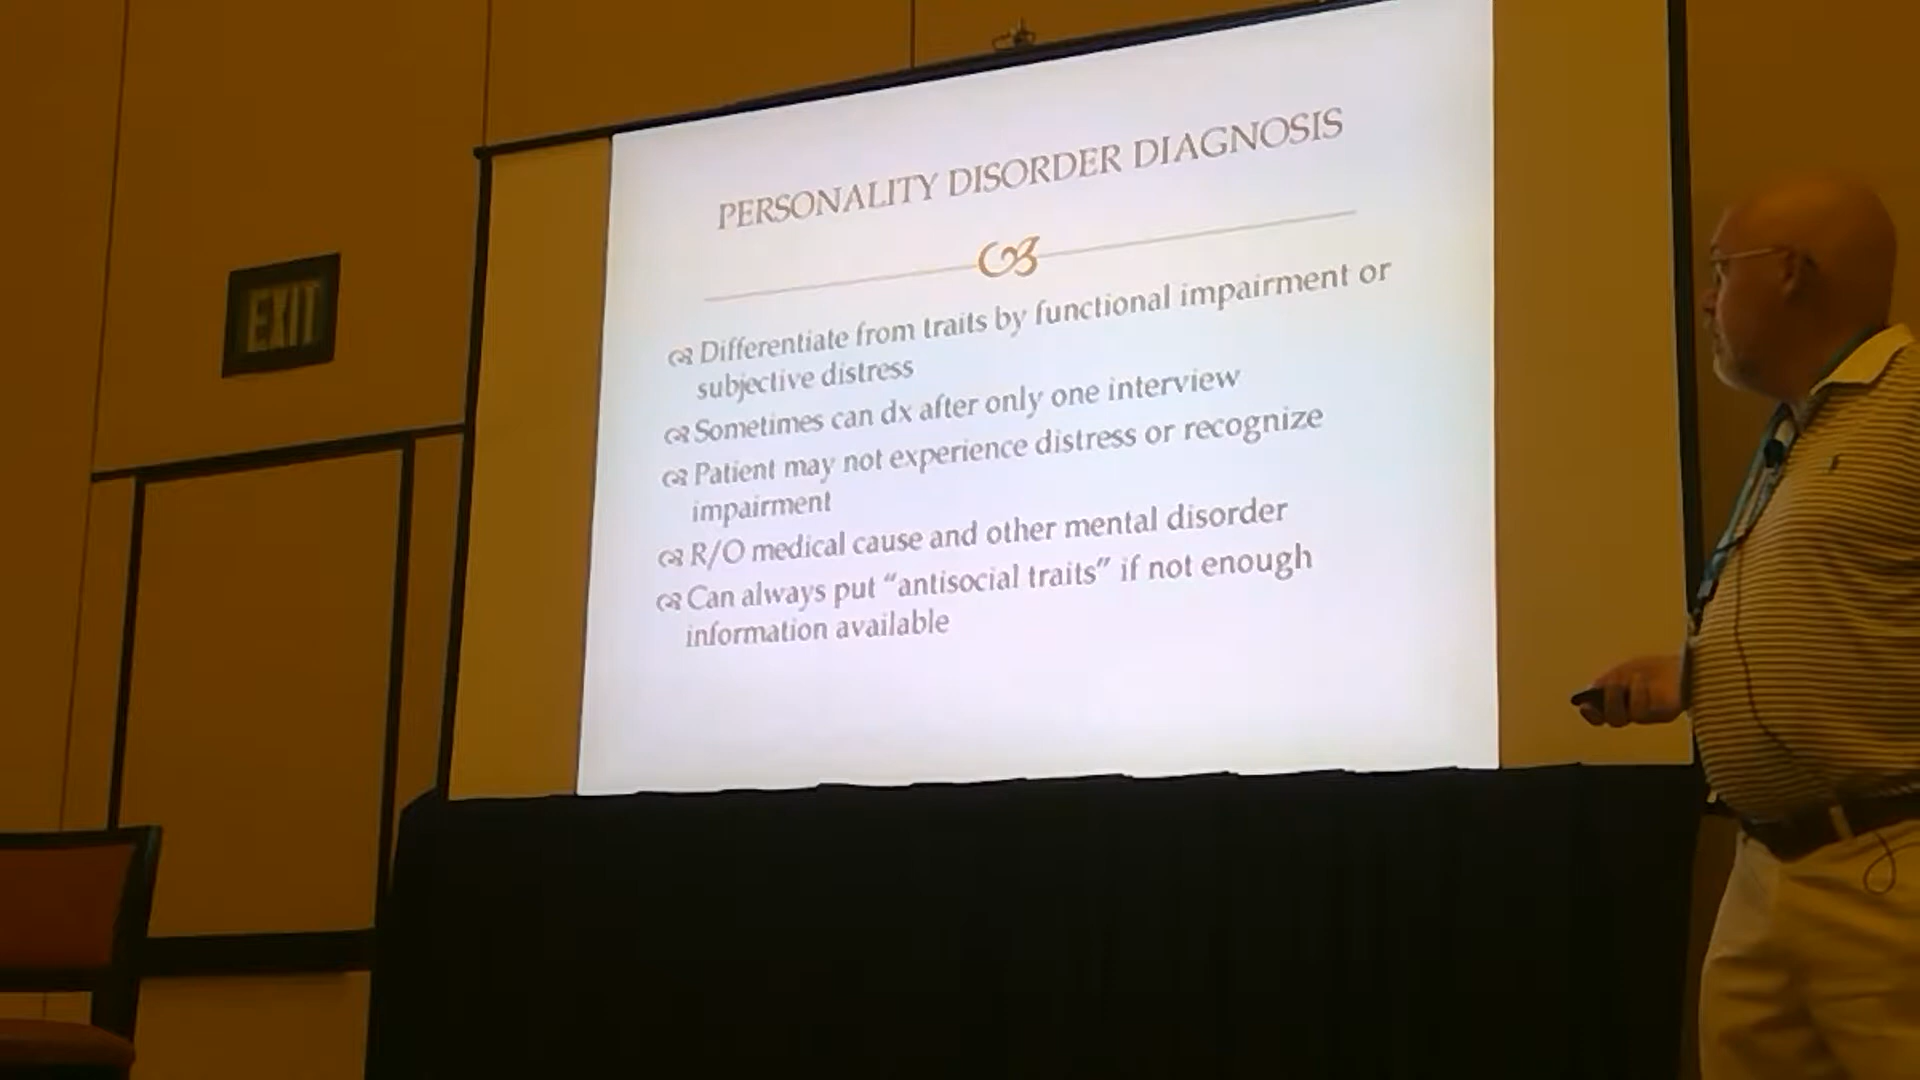 EXIT
PERSONALITY DISORDER DIAGNOSIS
Differentiate from traits by functional impairment or
subjective distress
Sometimes can dx after only one interview
Patient may not experience distress or recognize
impairment
R/O medical cause and other mental disorder
Can always put “antisocial traits” if not enough
information available